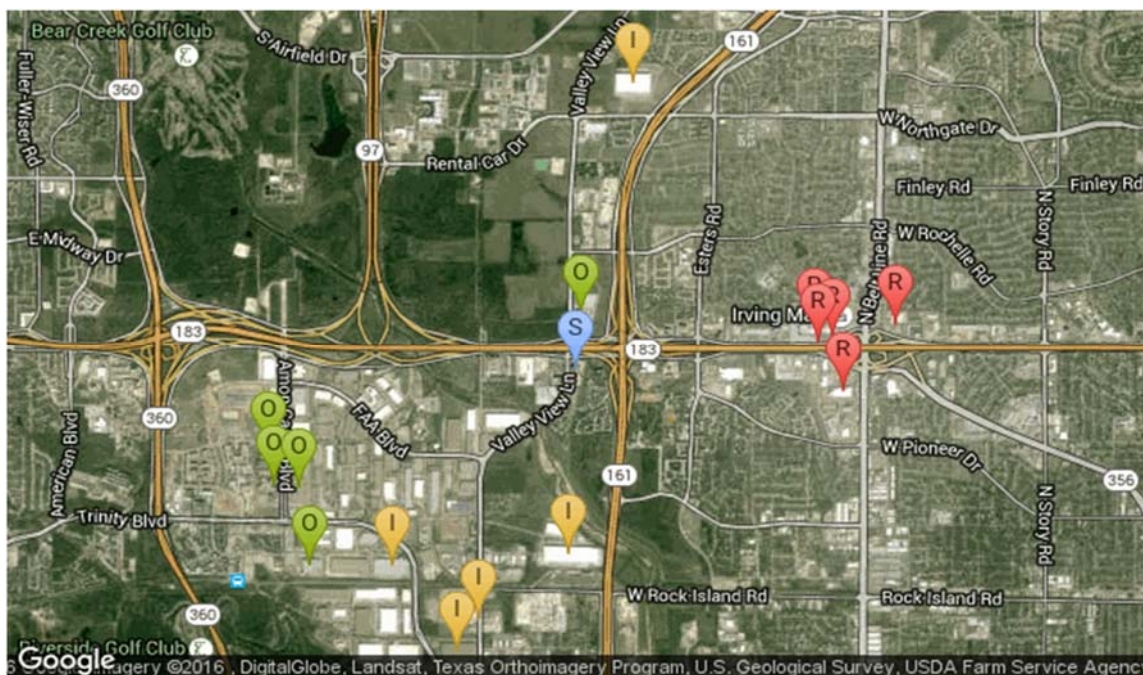 Bear Creek Golf Club
S Airfield Dr
Valley View Ln
I
161
Fuller-Wiser Rd
360
97
Rental Car Dr
W Northgate Dr
Finley Rd
Finley Rd
N Story Rd
E Midway Dr
Esters Rd
W Rochelle Rd
N Belt Line Rd
O
R
R
R
R
Irving Ma
S
183
183
American Blvd
360
O
O
O
Amon Ca
Blvd
FAA Blvd
Valley View Ln
R
W Pioneer Dr
161
356
N Story Rd
Trinity Blvd
O
I
I
I
I
W Rock Island Rd
Rock Island Rd
360
Riverside Golf Club
Google
Imagery ©2016 , DigitalGlobe, Landsat, Texas Orthoimagery Program, U.S. Geological Survey, USDA Farm Service Agency